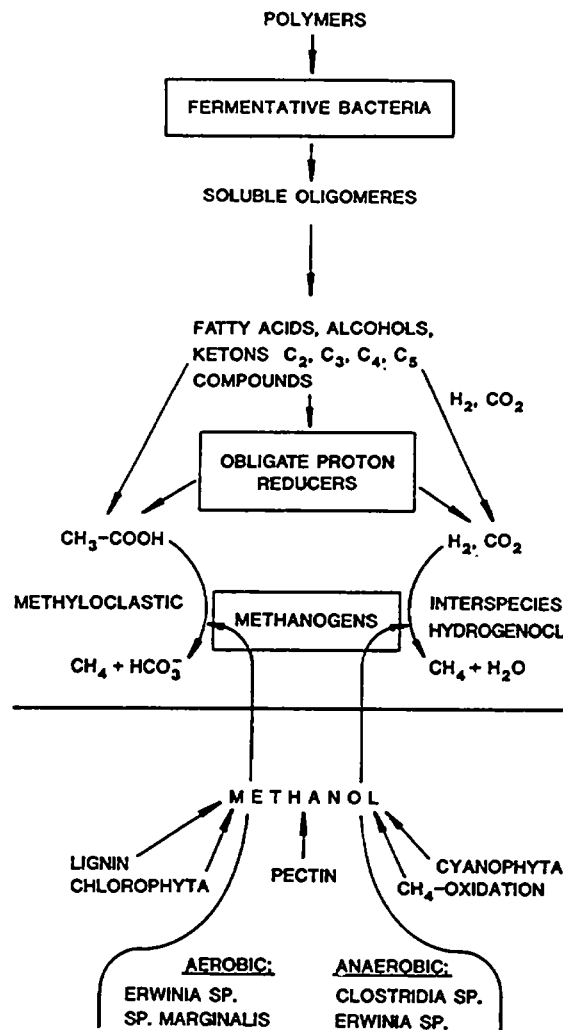 POLYMERS
FERMENTATIVE BACTERIA
SOLUBLE OLIGOMERES
FATTY ACIDS, ALCOHOLS,
KETONS C₂, C₃, C₄, C₅
COMPOUNDS
H₂, CO₂
OBLIGATE PROTON
REDUCERS
CH₃-COOH
H₂, CO₂
METHYLOCLASTIC
METHANOGENS
INTERSPECIES
HYDROGENOCL
CH₄ + HCO₃⁻
CH₄ + H₂O
METHANOL
LIGNIN
CHLOROPHYTA
PECTIN
CYANOPHYTA
CH₄-OXIDATION
AEROBIC:
ERWINIA SP.
SP. MARGINALIS
ANAEROBIC:
CLOSTRIDIA SP.
ERWINIA SP.